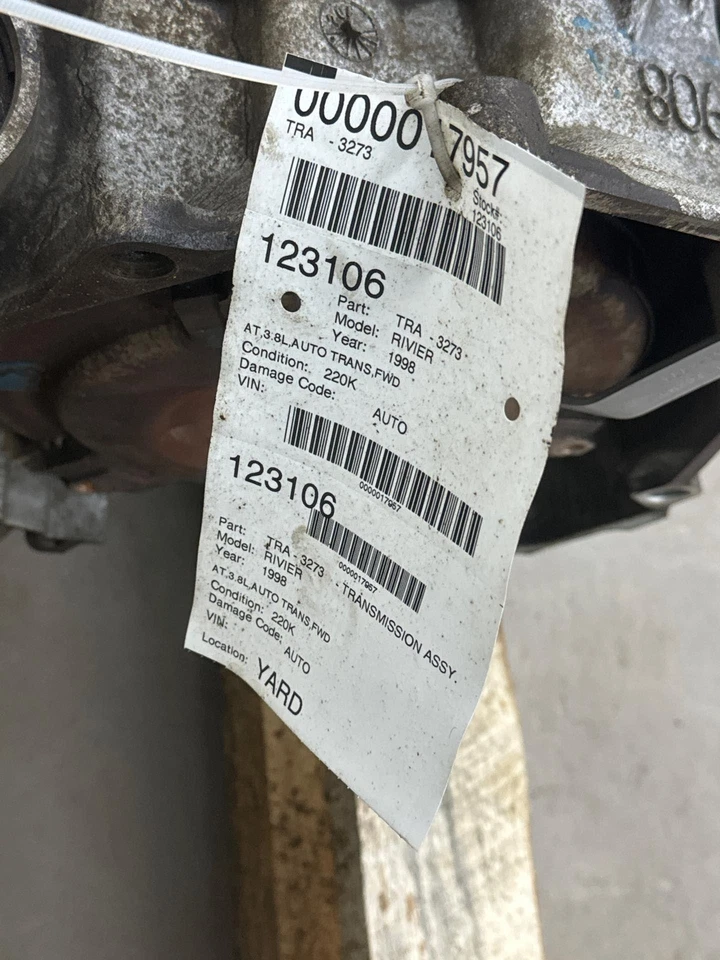 0000017957
TRA - 3273
Stock#:
123106
123106
Part: TRA - 3273
Model: RIVIER
Year: 1998
AT,3.8L,AUTO TRANS,FWD
Condition: 220K
Damage Code:
VIN: AUTO
0000017957
123106
0000017957
Part: TRA - 3273 - TRANSMISSION ASSY.
Model: RIVIER
Year: 1998
AT,3.8L,AUTO TRANS,FWD
Condition: 220K
Damage Code:
VIN: AUTO
Location: YARD